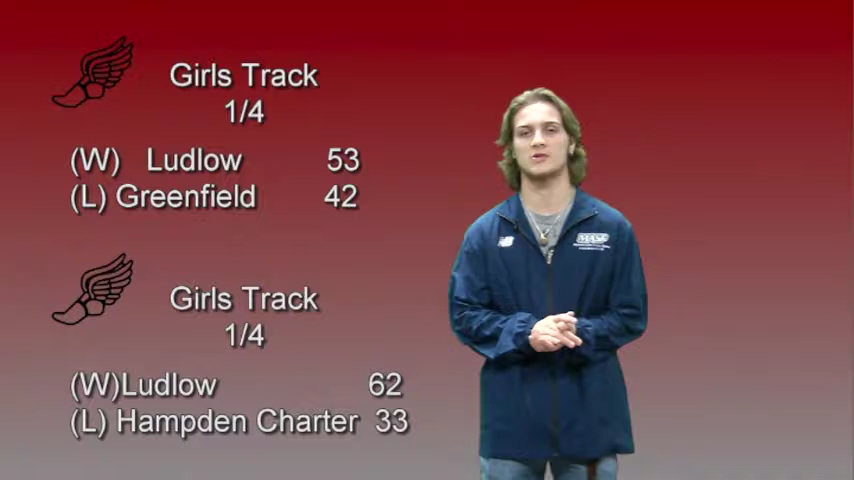 Girls Track
1/4
(W) Ludlow 53
(L) Greenfield 42
Girls Track
1/4
(W)Ludlow 62
(L) Hampden Charter 33